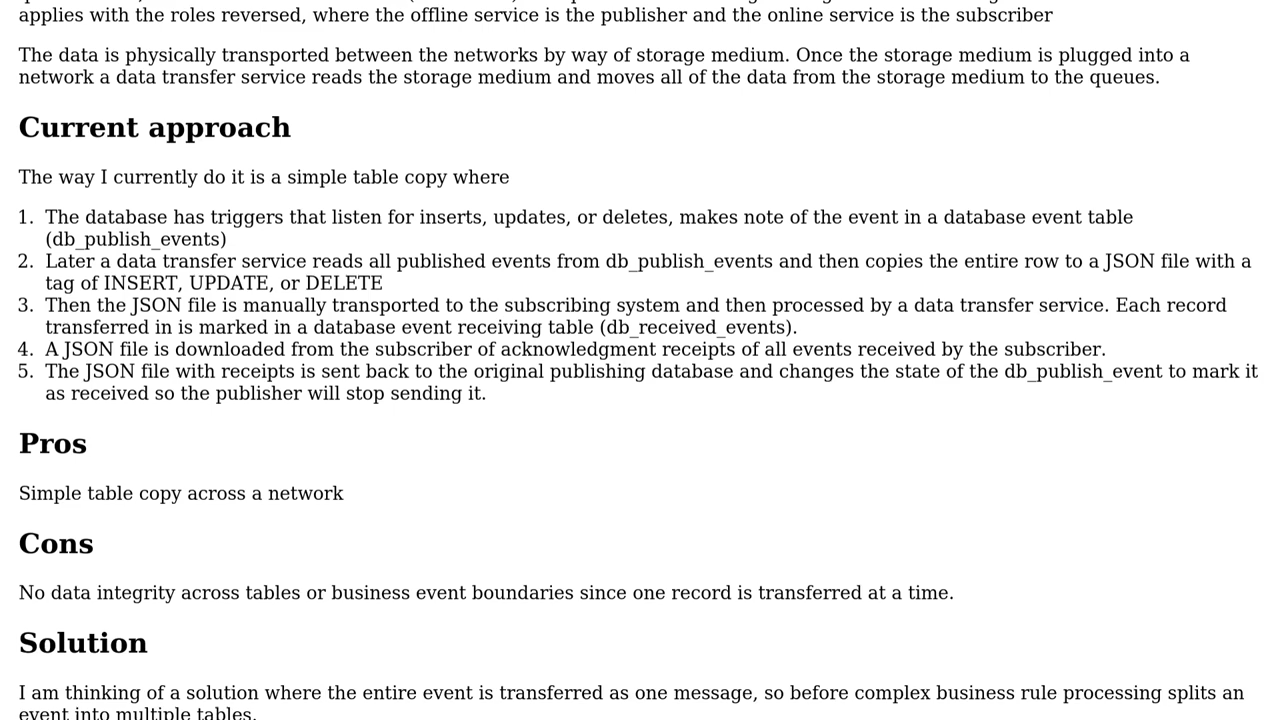 applies with the roles reversed, where the offline service is the publisher and the online service is the subscriber
The data is physically transported between the networks by way of storage medium. Once the storage medium is plugged into a
network a data transfer service reads the storage medium and moves all of the data from the storage medium to the queues.
Current approach
The way I currently do it is a simple table copy where
1. The database has triggers that listen for inserts, updates, or deletes, makes note of the event in a database event table
(db_publish_events)
2. Later a data transfer service reads all published events from db_publish_events and then copies the entire row to a JSON file with a
tag of INSERT, UPDATE, or DELETE
3. Then the JSON file is manually transported to the subscribing system and then processed by a data transfer service. Each record
transferred in is marked in a database event receiving table (db_received_events).
4. A JSON file is downloaded from the subscriber of acknowledgment receipts of all events received by the subscriber.
5. The JSON file with receipts is sent back to the original publishing database and changes the state of the db_publish_event to mark it
as received so the publisher will stop sending it.
Pros
Simple table copy across a network
Cons
No data integrity across tables or business event boundaries since one record is transferred at a time.
Solution
I am thinking of a solution where the entire event is transferred as one message, so before complex business rule processing splits an
event into multiple tables.